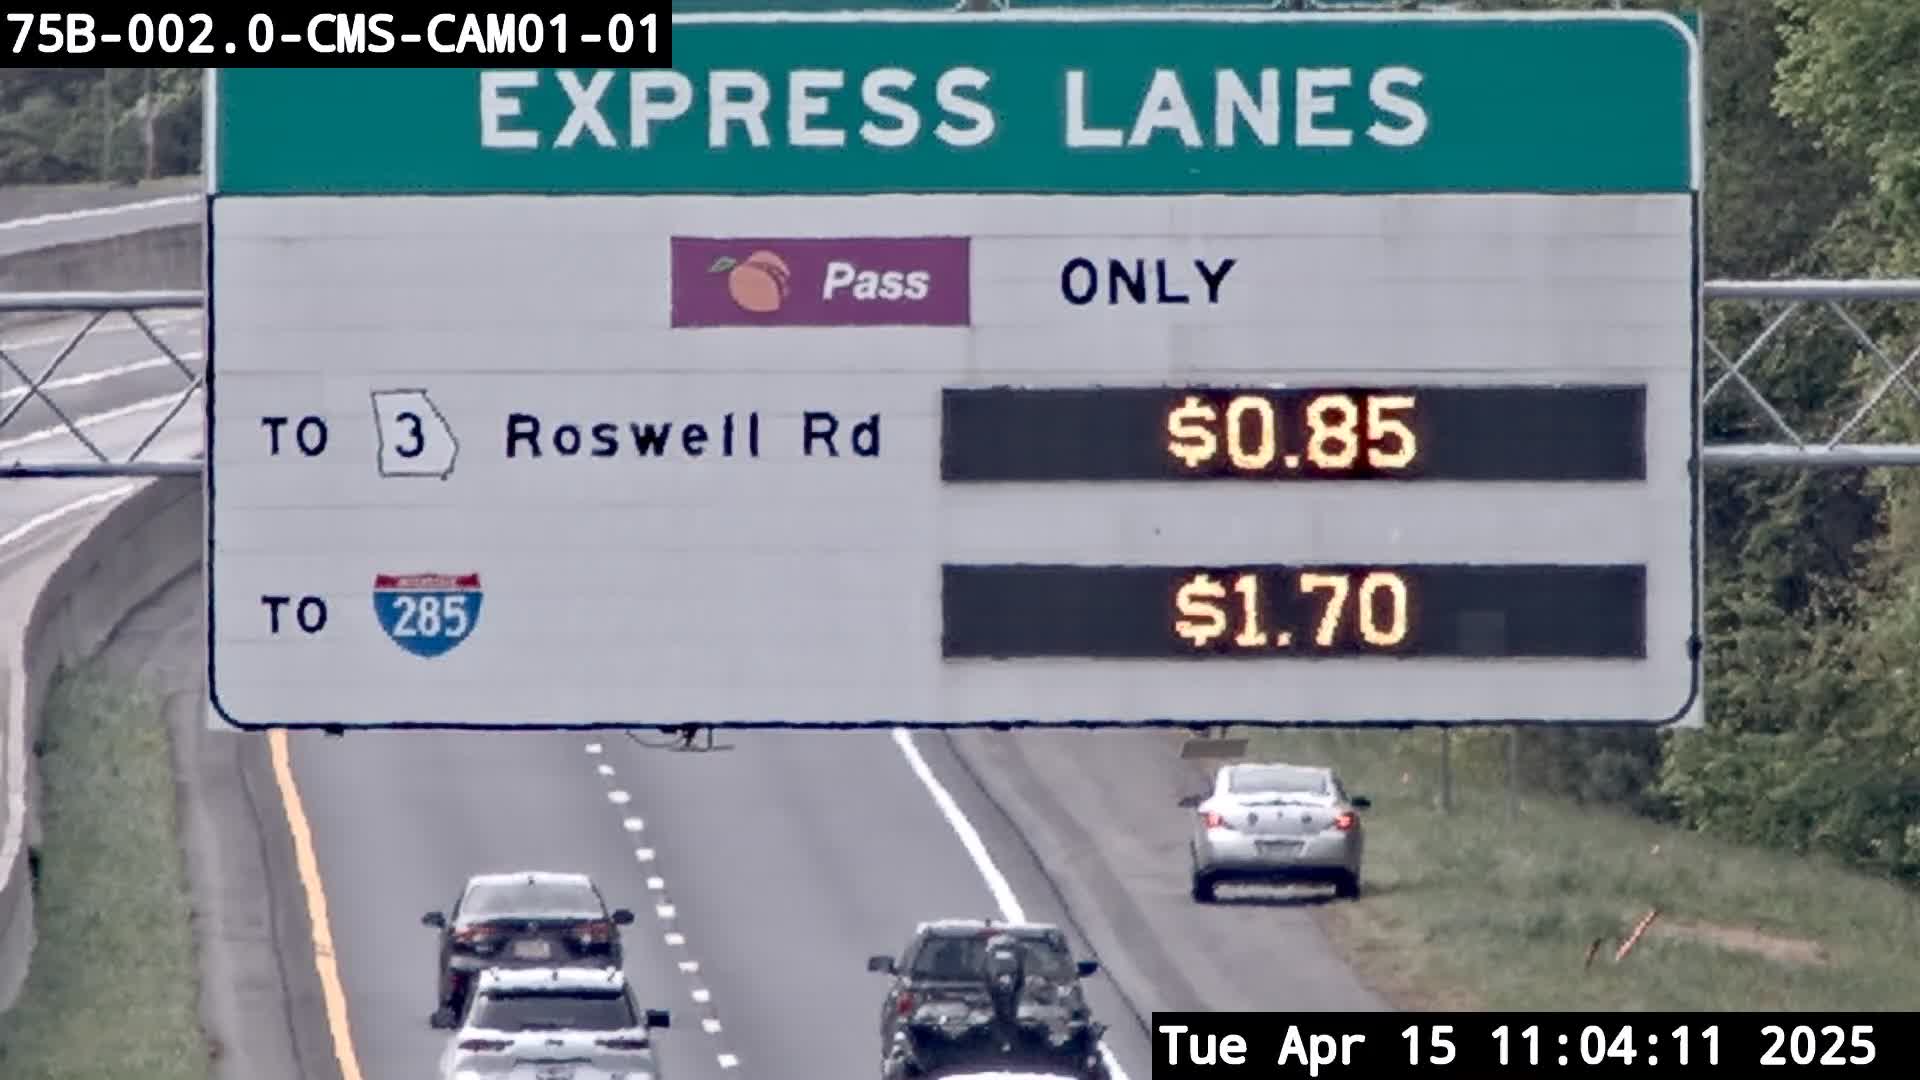 75B-002.0-CMS-CAM01-01
EXPRESS LANES
Pass ONLY
TO 3 Roswell Rd $0.85
TO 285 $1.70
Tue Apr 15 11:04:11 2025